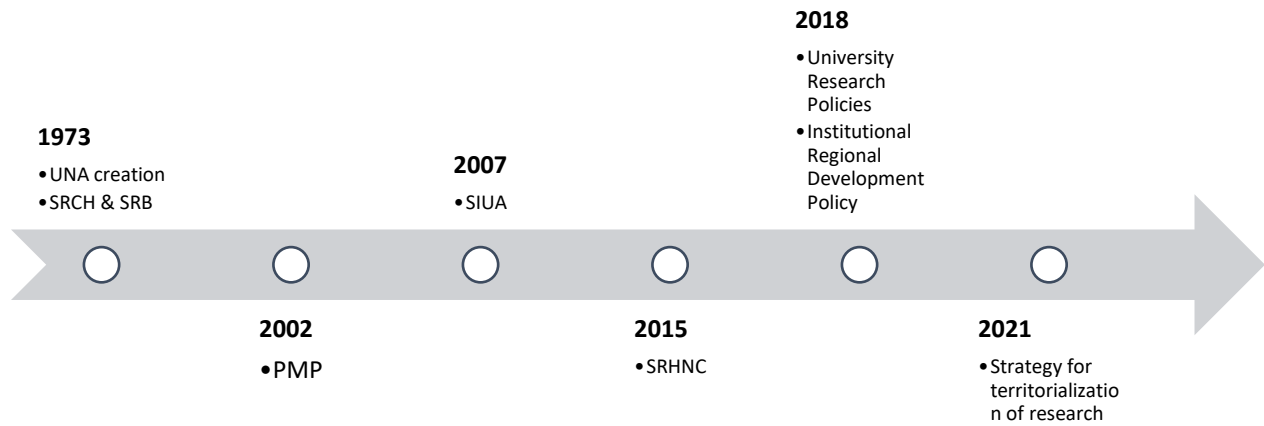 1973
•UNA creation
•SRCH & SRB
2002
•PMP
2007
•SIUA
2015
•SRHNC
2018
•University
Research
Policies
•Institutional
Regional
Development
Policy
2021
•Strategy for
territorializatio
n of research